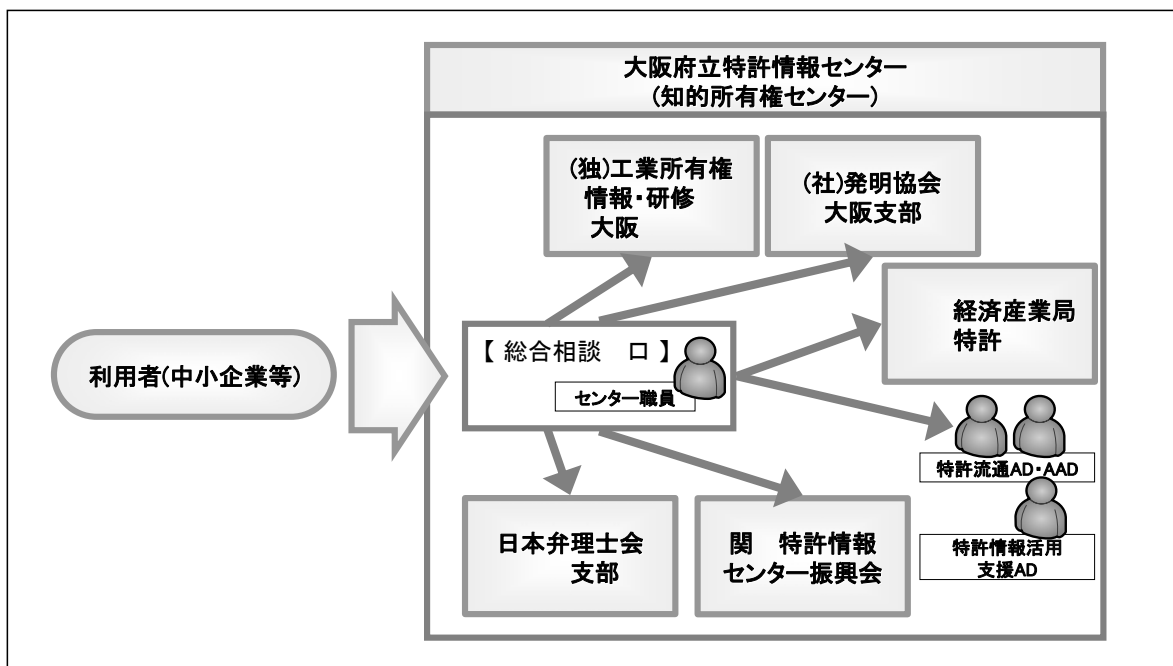 大阪府立特許情報センター
(知的所有権センター)
(独)工業所有権
情報・研修
大阪
(社)発明協会
大阪支部
経済産業局
特許
【 総合相談 口 】
センター職員
利用者(中小企業等)
特許流通AD・AAD
特許情報活用
支援AD
日本弁理士会
支部
関 特許情報
センター振興会